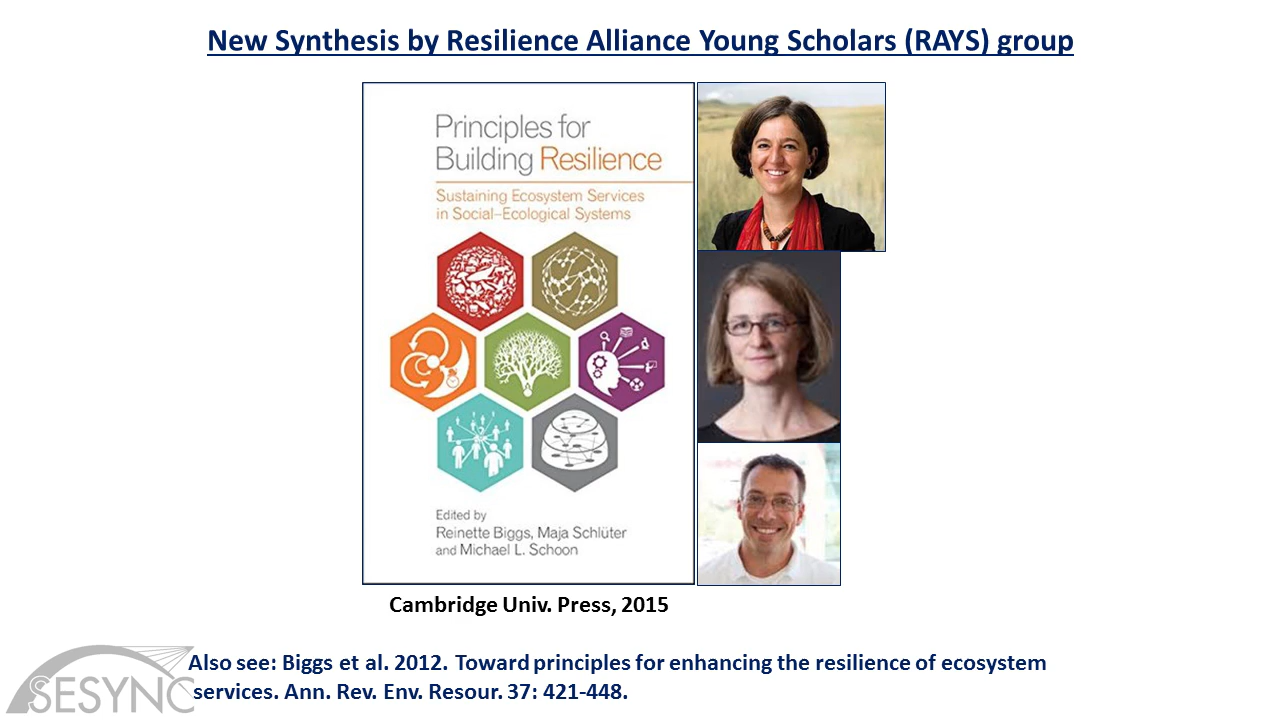 New Synthesis by Resilience Alliance Young Scholars (RAYS) group
Principles for
Building Resilience
Sustaining Ecosystem Services
in Social–Ecological Systems
Edited by
Reinette Biggs, Maja Schlüter
and Michael L. Schoon
Cambridge Univ. Press, 2015
Also see: Biggs et al. 2012. Toward principles for enhancing the resilience of ecosystem
services. Ann. Rev. Env. Resour. 37: 421-448.
SESYNC